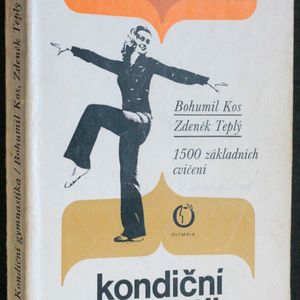 Kondiční gymnastika / Bohumil Kos, Zdeněk Teplý
Bohumil Kos
Zdeněk Teplý
1500 základních
cvičení
OLYMPIA
kondiční